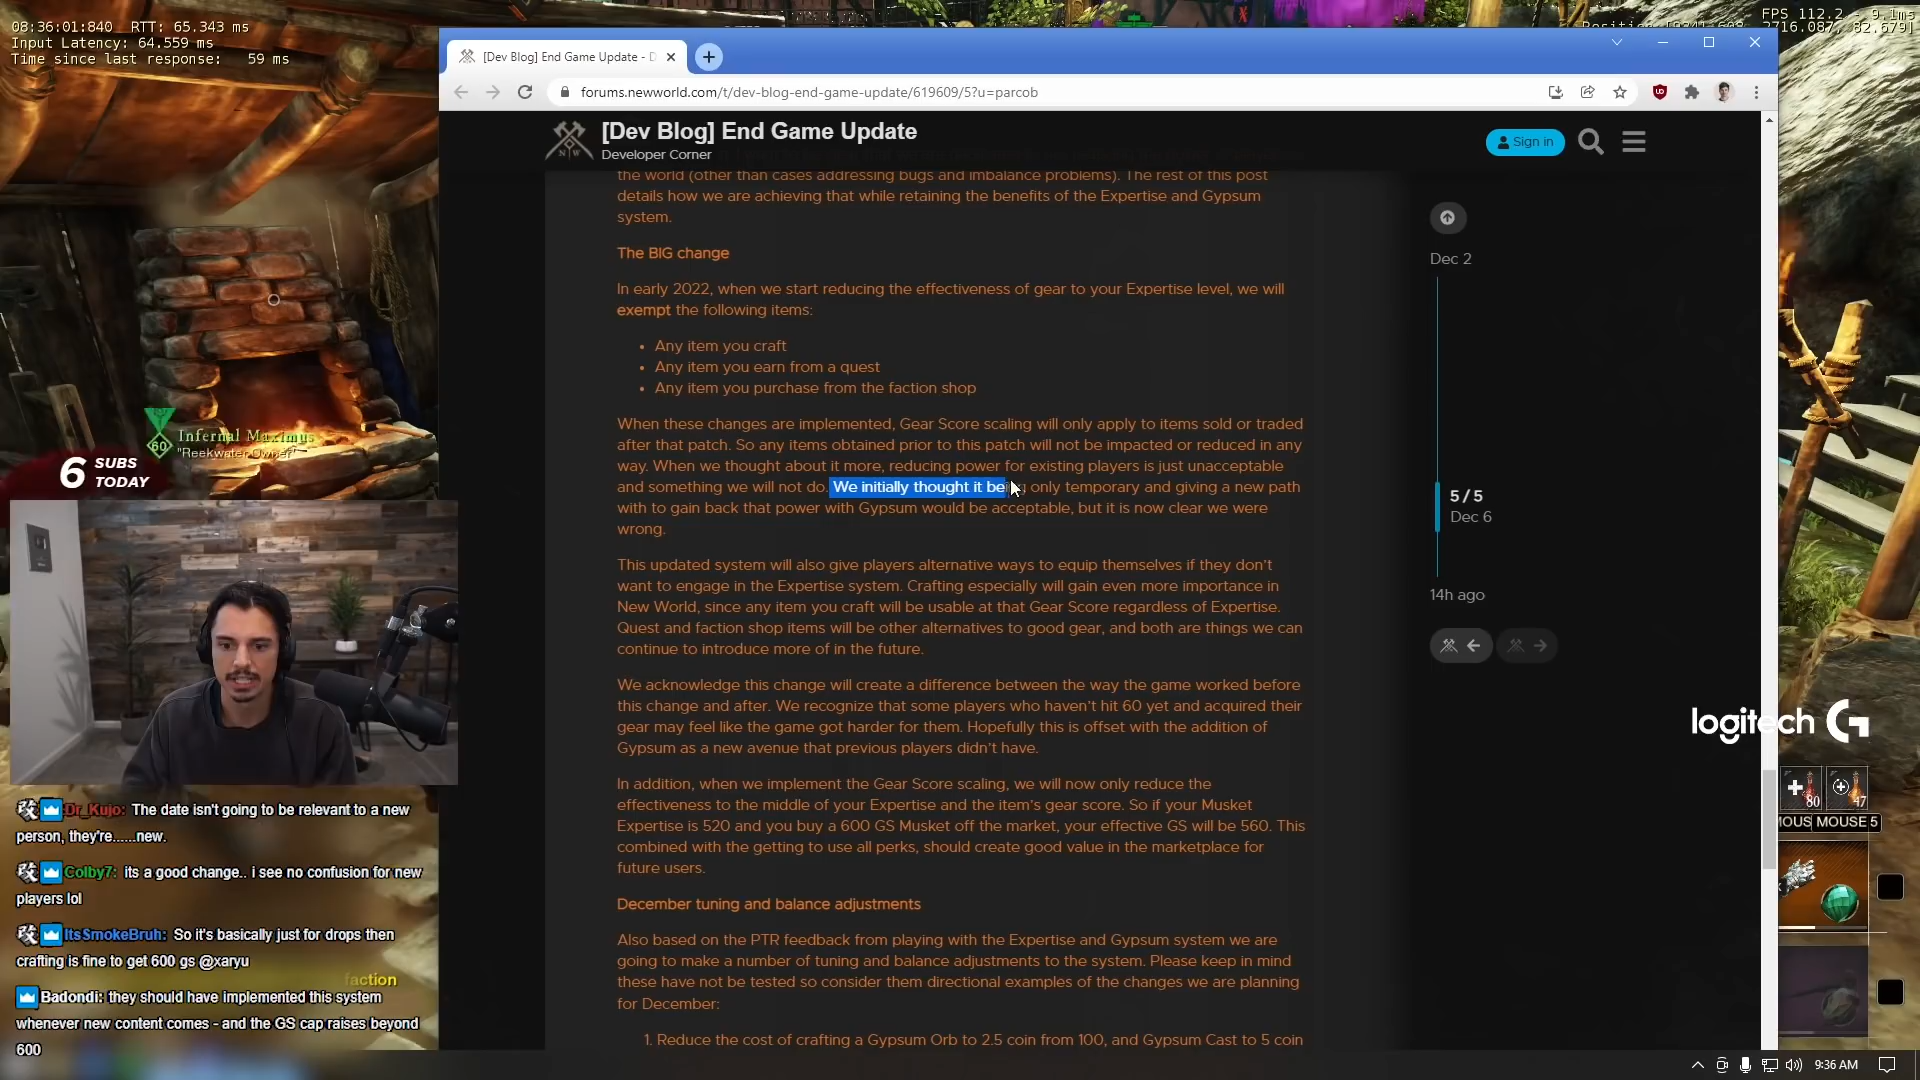 08:36:01:840 RTT: 65.343 ms
Input Latency: 64.559 ms
Time since last response: 59 ms
FPS 112.2
9.1ms
[Dev Blog] End Game Update - D
forums.newworld.com/t/dev-blog-end-game-update/619609/5?u=parcob
[Dev Blog] End Game Update
Developer Corner
Sign in
the world (other than cases addressing bugs and imbalance problems). The rest of this post
details how we are achieving that while retaining the benefits of the Expertise and Gypsum
system.
The BIG change
In early 2022, when we start reducing the effectiveness of gear to your Expertise level, we will
exempt the following items:
• Any item you craft
• Any item you earn from a quest
• Any item you purchase from the faction shop
When these changes are implemented, Gear Score scaling will only apply to items sold or traded
after that patch. So any items obtained prior to this patch will not be impacted or reduced in any
way. When we thought about it more, reducing power for existing players is just unacceptable
and something we will not do. We initially thought it being only temporary and giving a new path
with to gain back that power with Gypsum would be acceptable, but it is now clear we were
wrong.
This updated system will also give players alternative ways to equip themselves if they don't
want to engage in the Expertise system. Crafting especially will gain even more importance in
New World, since any item you craft will be usable at that Gear Score regardless of Expertise.
Quest and faction shop items will be other alternatives to good gear, and both are things we can
continue to introduce more of in the future.
We acknowledge this change will create a difference between the way the game worked before
this change and after. We recognize that some players who haven't hit 60 yet and acquired their
gear may feel like the game got harder for them. Hopefully this is offset with the addition of
Gypsum as a new avenue that previous players didn't have.
In addition, when we implement the Gear Score scaling, we will now only reduce the
effectiveness to the middle of your Expertise and the item's gear score. So if your Musket
Expertise is 520 and you buy a 600 GS Musket off the market, your effective GS will be 560. This
combined with the getting to use all perks, should create good value in the marketplace for
future users.
December tuning and balance adjustments
Also based on the PTR feedback from playing with the Expertise and Gypsum system we are
going to make a number of tuning and balance adjustments to the system. Please keep in mind
these have not be tested so consider them directional examples of the changes we are planning
for December:
1. Reduce the cost of crafting a Gypsum Orb to 2.5 coin from 100, and Gypsum Cast to 5 coin
Dec 2
5 / 5
Dec 6
14h ago
60
Infernal Maximus
"Reekwater Owner"
6 SUBS
TODAY
Dr_Kujo: The date isn't going to be relevant to a new
person, they're......new.
Colby7: its a good change.. i see no confusion for new
players lol
ItsSmokeBruh: So it's basically just for drops then
crafting is fine to get 600 gs @xaryu
faction
Badondi: they should have implemented this system
whenever new content comes - and the GS cap raises beyond
600
logitech G
80
47
MOUS MOUSE 5
9:36 AM